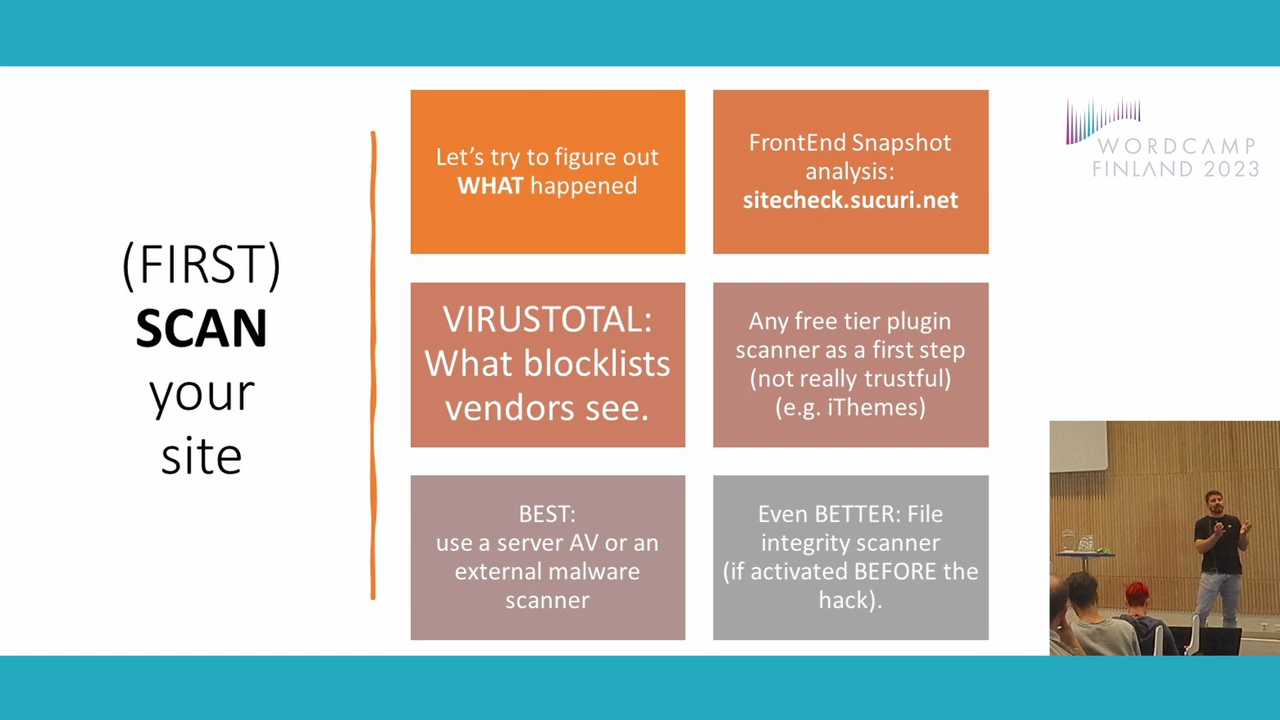 (FIRST)
SCAN
your
site
Let's try to figure out
WHAT happened
FrontEnd Snapshot
analysis:
sitecheck.sucuri.net
VIRUSTOTAL:
What blocklists
vendors see.
Any free tier plugin
scanner as a first step
(not really trustful)
(e.g. iThemes)
BEST:
use a server AV or an
external malware
scanner
Even BETTER: File
integrity scanner
(if activated BEFORE the
hack).
WORDCAMP
FINLAND 2023